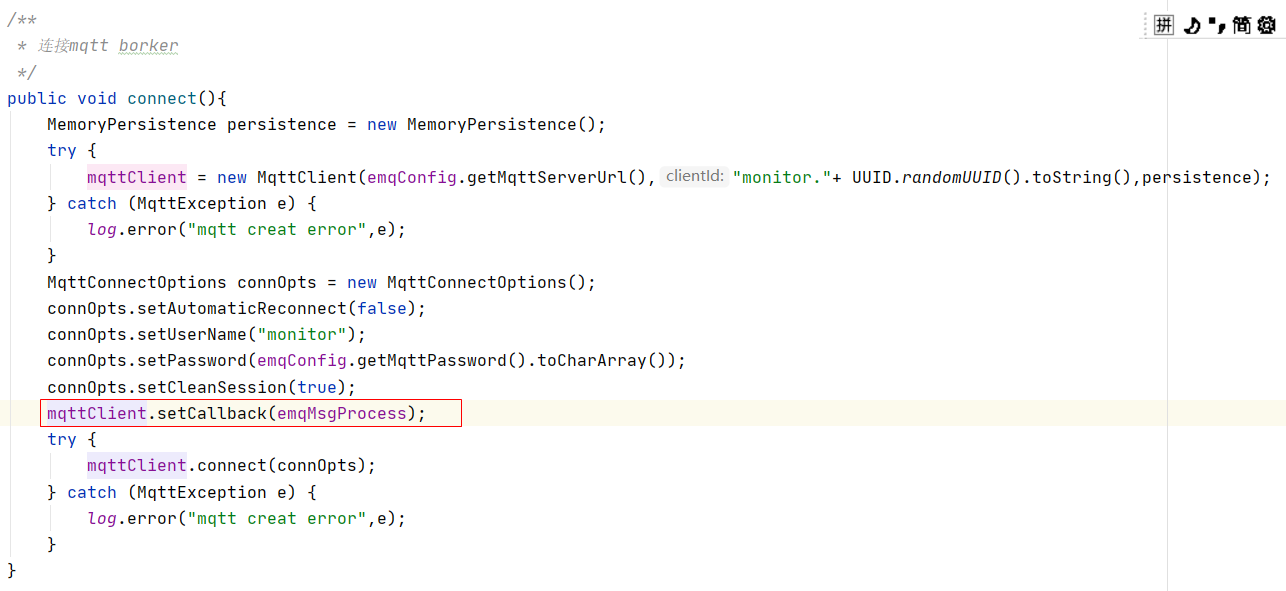 /**
 * 连接mqtt borker
 */
public void connect(){
    MemoryPersistence persistence = new MemoryPersistence();
    try {
        mqttClient = new MqttClient(emqConfig.getMqttServerUrl(), clientId: "monitor."+ UUID.randomUUID().toString(),persistence);
    } catch (MqttException e) {
        log.error("mqtt creat error",e);
    }
    MqttConnectOptions connOpts = new MqttConnectOptions();
    connOpts.setAutomaticReconnect(false);
    connOpts.setUserName("monitor");
    connOpts.setPassword(emqConfig.getMqttPassword().toCharArray());
    connOpts.setCleanSession(true);
    mqttClient.setCallback(emqMsgProcess);
    try {
        mqttClient.connect(connOpts);
    } catch (MqttException e) {
        log.error("mqtt creat error",e);
    }
}
拼 简